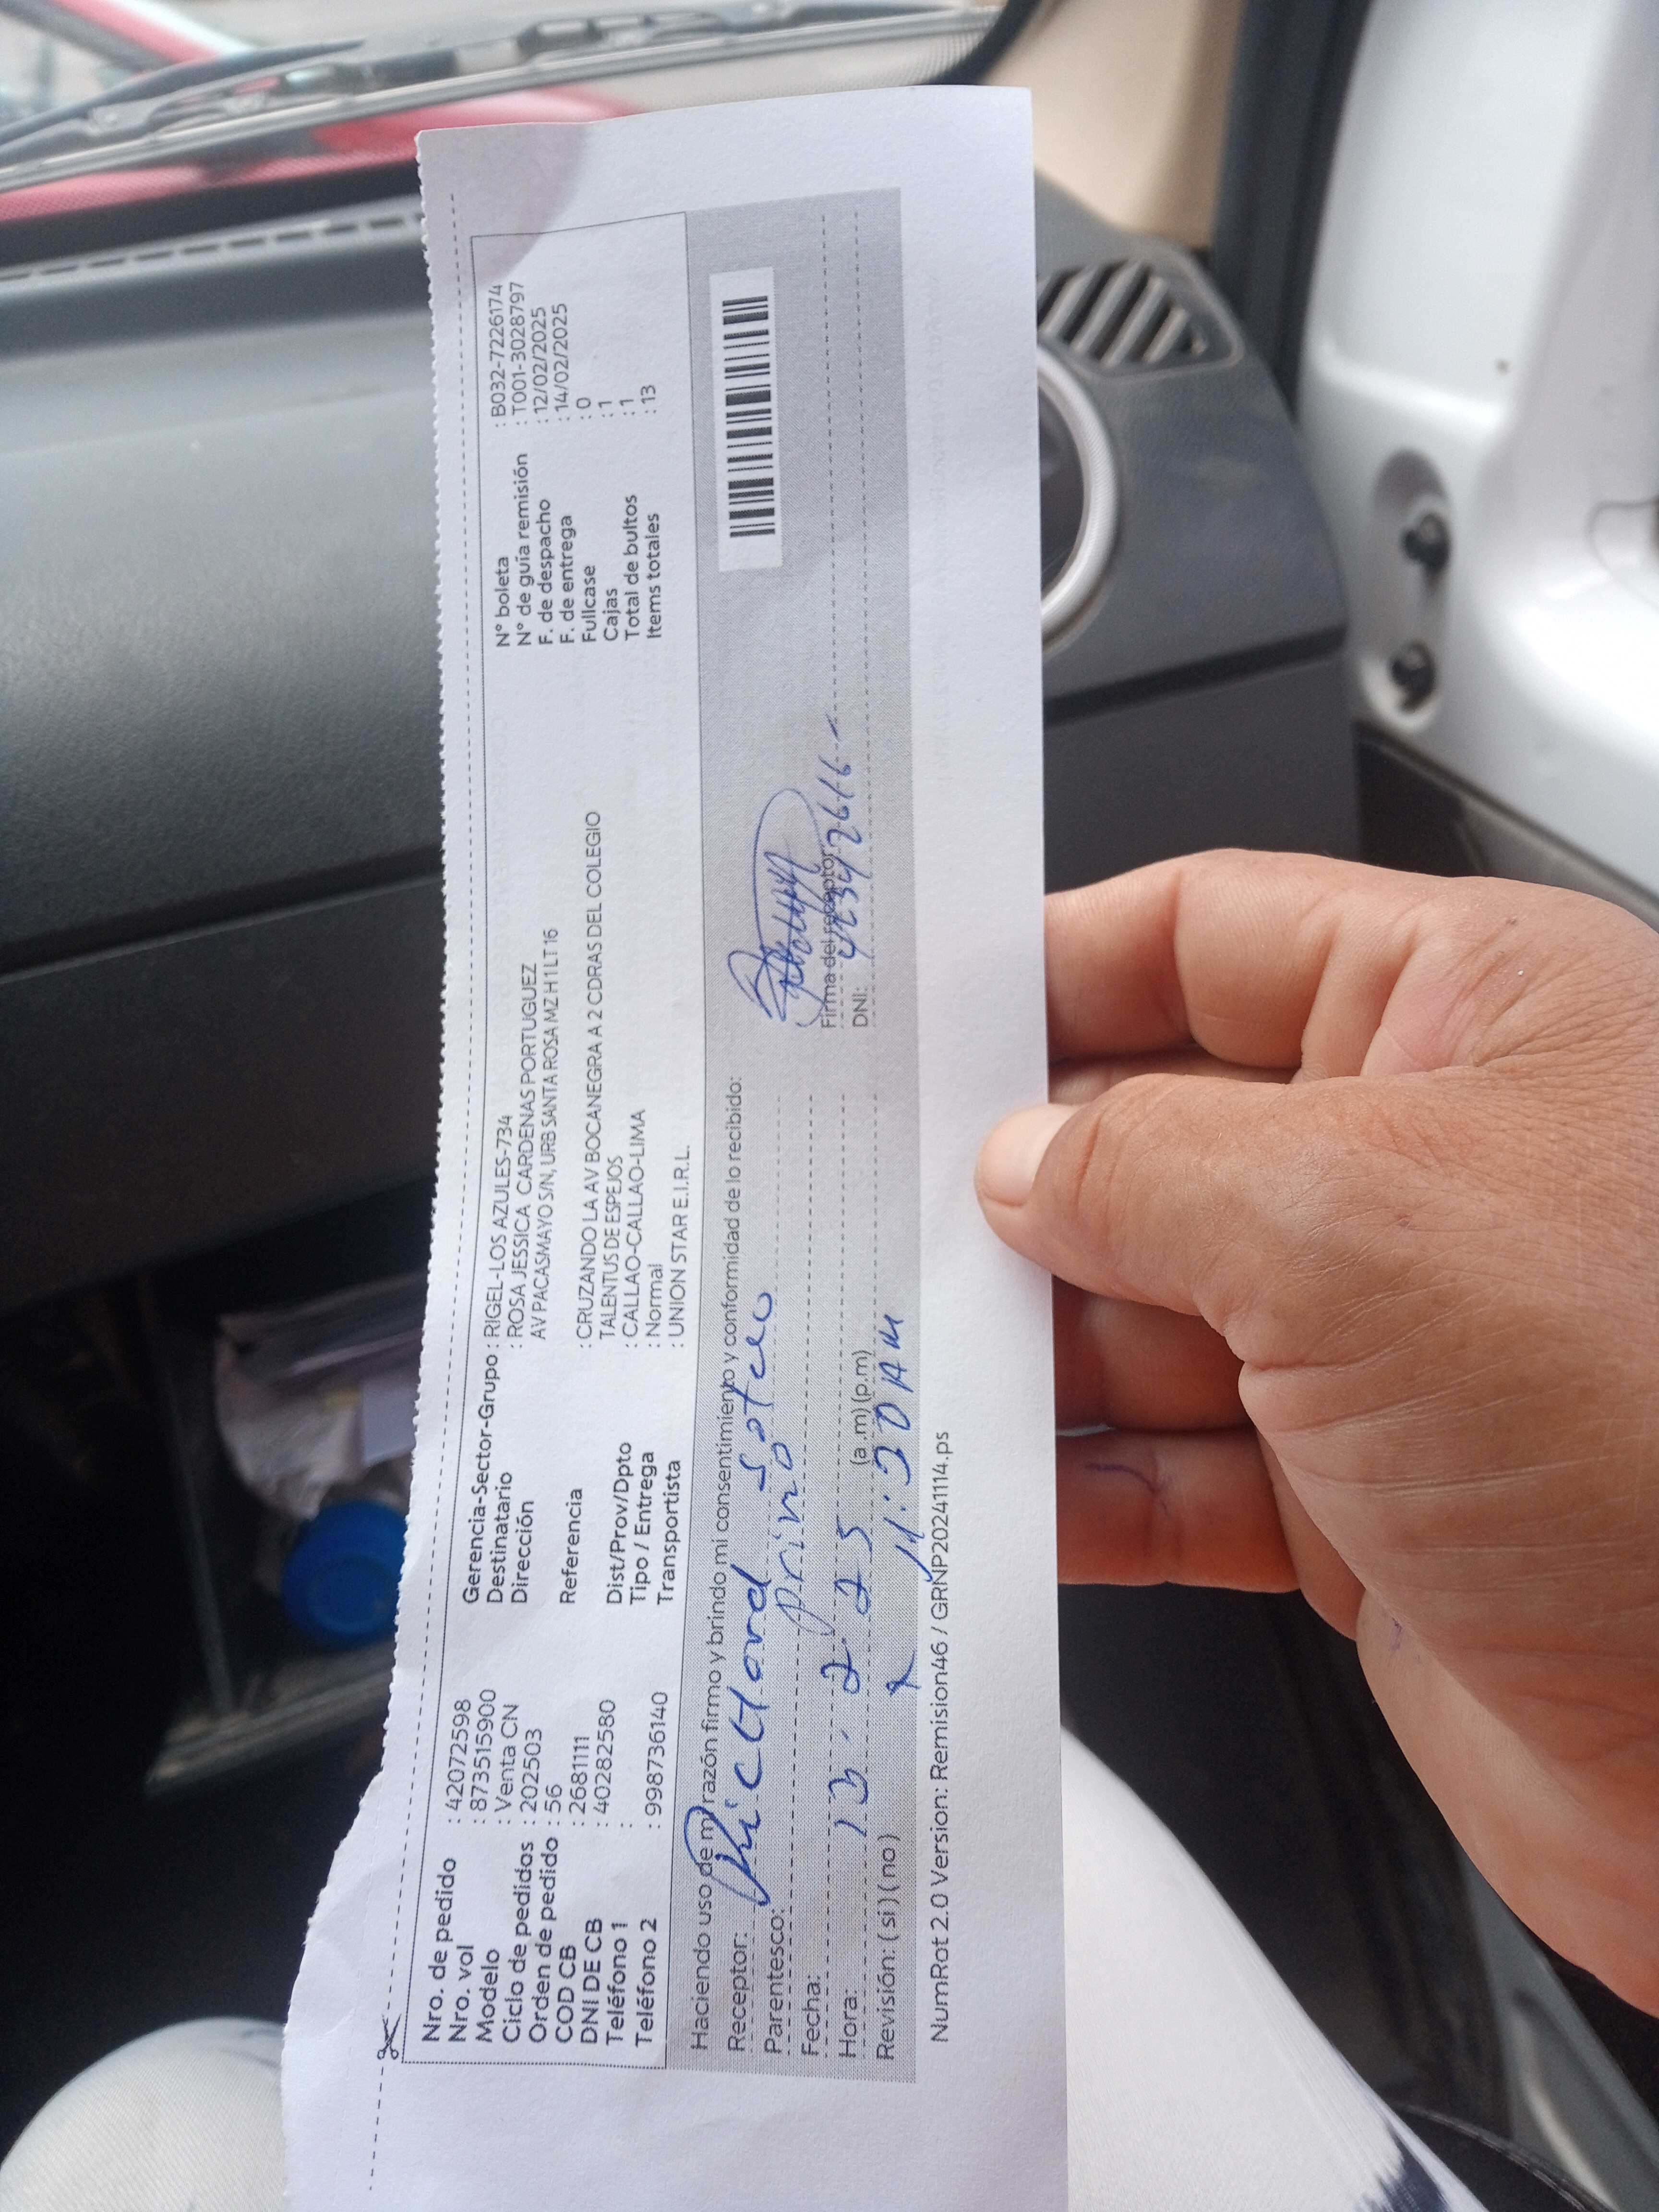 Nro. de pedido : 42072598
Nro. vol : 873515900
Modelo : Venta CN
Ciclo de pedidos : 202503
Orden de pedido : 56
COD CB : 2681111
DNI DE CB : 40282580
Teléfono 1 :
Teléfono 2 : 998736140
Gerencia-Sector-Grupo : RIGEL-LOS AZULES-734
Destinatario : ROSA JESSICA CARDENAS PORTUGUEZ
Dirección AV PACASMAYO S/N, URB SANTA ROSA MZ H1 LT 16
Referencia : CRUZANDO LA AV BOCANEGRA A 2 CDRAS DEL COLEGIO
TALENTUS DE ESPEJOS
Dist/Prov/Dpto : CALLAO-CALLAO-LIMA
Tipo / Entrega : Normal
Transportista : UNION STAR E.I.R.L.
N° boleta : B032-7226174
N° de guía remisión : T001-3028797
F. de despacho : 12/02/2025
F. de entrega : 14/02/2025
Fullcase : 0
Cajas : 1
Total de bultos : 1
Items totales : 13
Haciendo uso de mi razón firmo y brindo mi consentimiento y conformidad de lo recibido:
Receptor: Richard Sotelo
Parentesco: primo
Fecha: 13. 2. 25
Hora: (a.m) (p.m)
Revisión: (si) (no) 11:30 AM
Firma del receptor
DNI:
NumRot 2.0 Version: Remision46 / GRNP20241114.ps